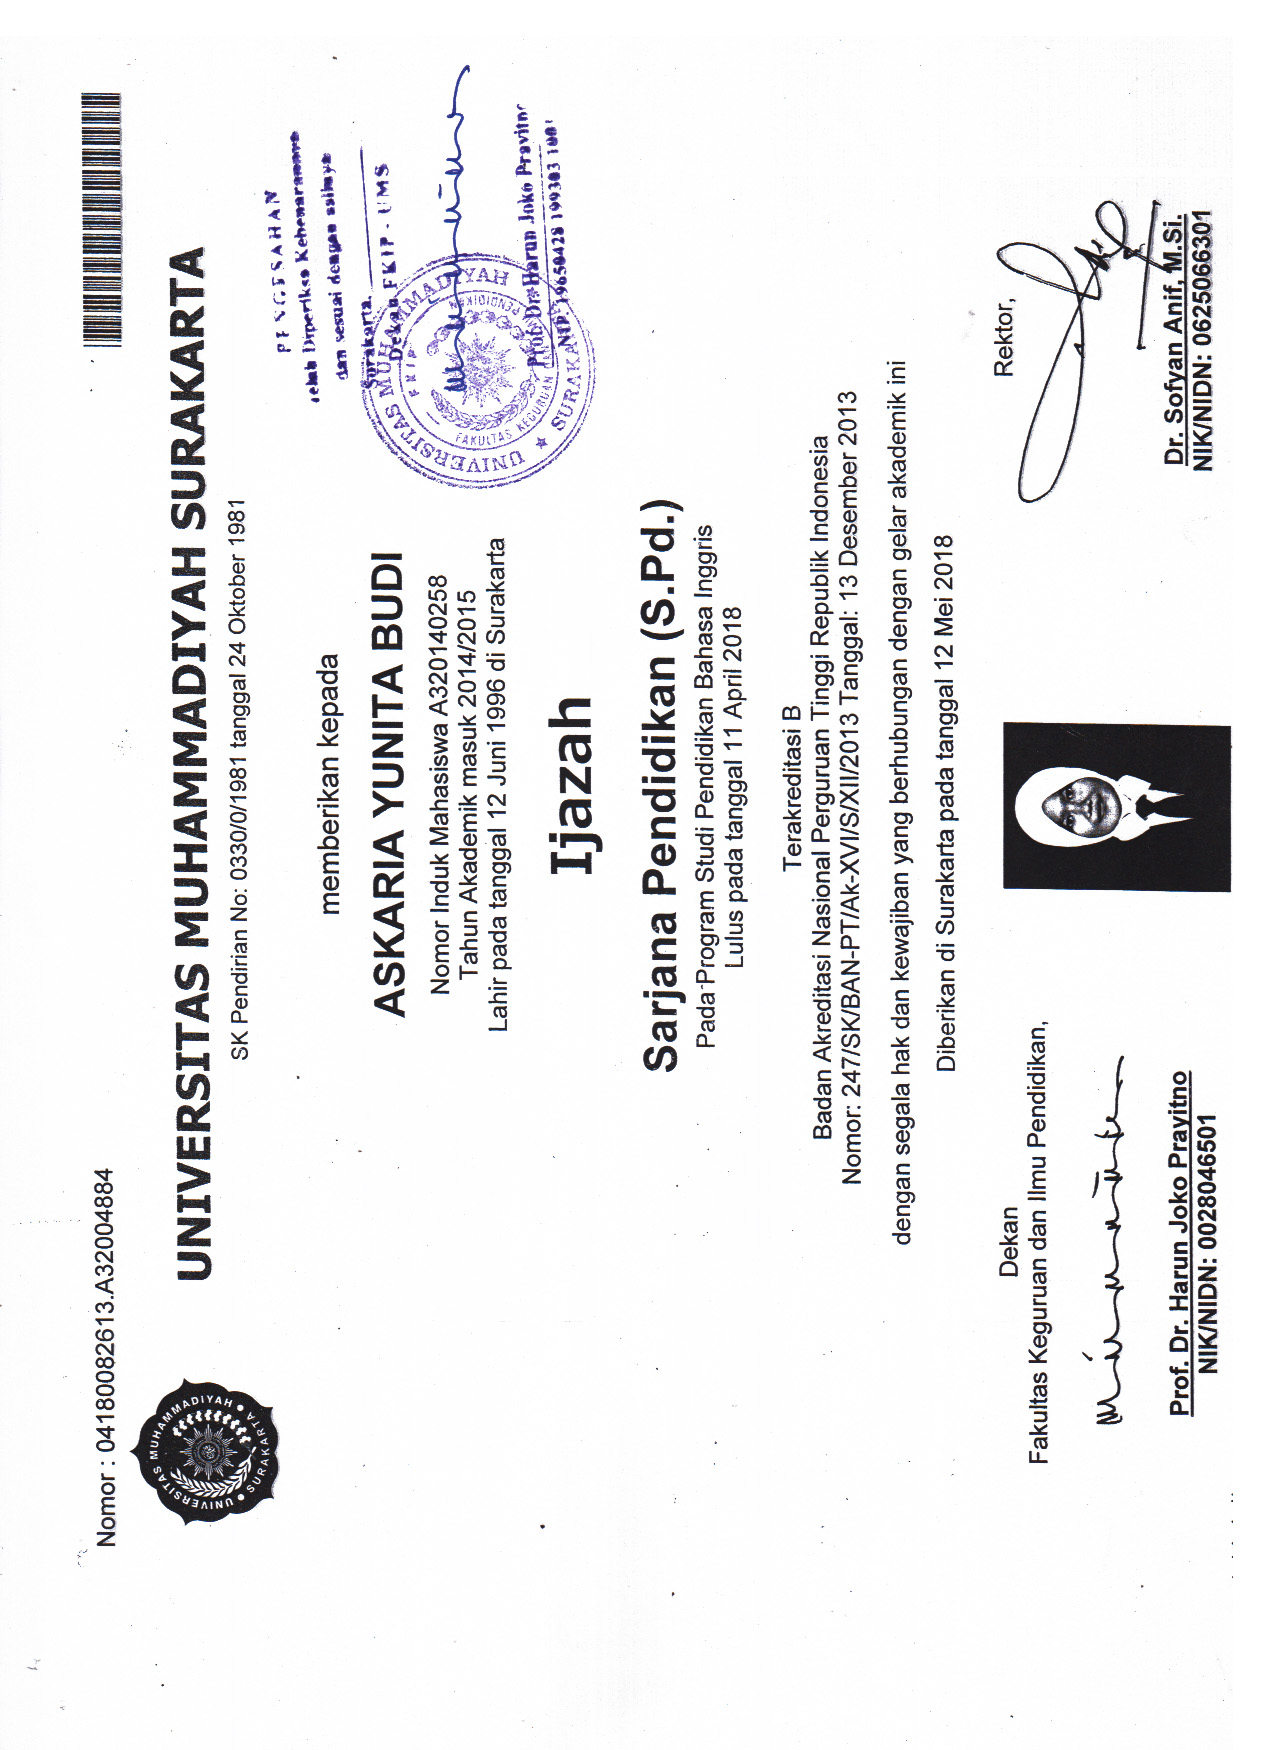 Nomor : 04180082613.A32004884
UNIVERSITAS MUHAMMADIYAH SURAKARTA
UNIVERSITAS MUHAMMADIYAH SURAKARTA
SK Pendirian No: 0330/0/1981 tanggal 24 Oktober 1981
memberikan kepada
ASKARIA YUNITA BUDI
Nomor Induk Mahasiswa A320140258
Tahun Akademik masuk 2014/2015
Lahir pada tanggal 12 Juni 1996 di Surakarta
PENGESAHAN
Telah Diperiksa Kebenarannya
dan sesuai dengan aslinya
Surakarta,
Dekan FKIP - UMS
UNIVERSITAS MUHAMMADIYAH SURAKARTA
FKIP
FAKULTAS KEGURUAN PENDIDIKAN
Prof. Dr. Harun Joko Prayitno
NIP. 19650428 199303 1001
Ijazah
Sarjana Pendidikan (S.Pd.)
Pada Program Studi Pendidikan Bahasa Inggris
Lulus pada tanggal 11 April 2018
Terakreditasi B
Badan Akreditasi Nasional Perguruan Tinggi Republik Indonesia
Nomor: 247/SK/BAN-PT/Ak-XVI/S/XII/2013 Tanggal: 13 Desember 2013
dengan segala hak dan kewajiban yang berhubungan dengan gelar akademik ini
Diberikan di Surakarta pada tanggal 12 Mei 2018
Dekan
Fakultas Keguruan dan Ilmu Pendidikan,
Prof. Dr. Harun Joko Prayitno
NIK/NIDN: 0028046501
Rektor,
Dr. Sofyan Anif, M.Si.
NIK/NIDN: 0625066301